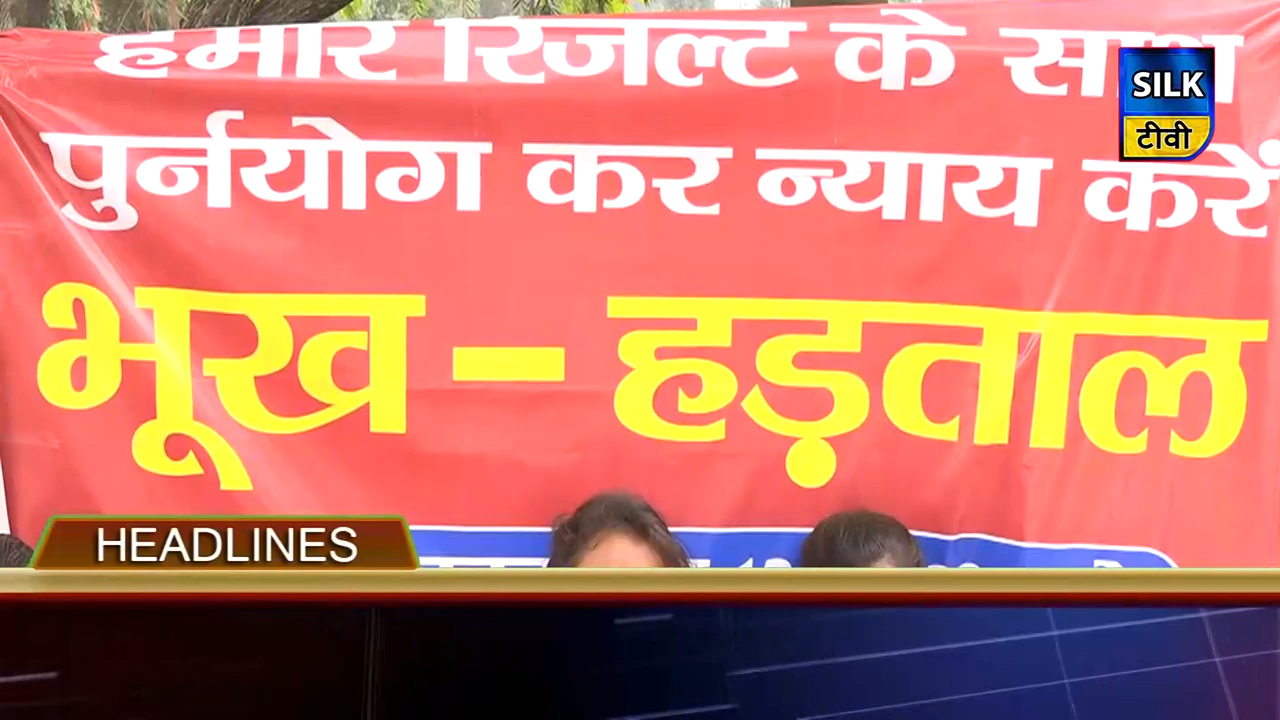 हमारे रिजल्ट के साथ
पुर्नयोग कर न्याय करें
भूख - हड़ताल
SILK
टीवी
HEADLINES